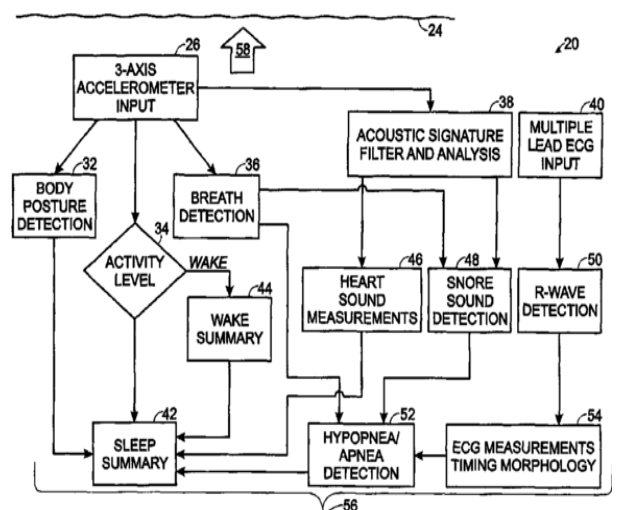 24
58
20
26
3-AXIS
ACCELEROMETER
INPUT
38
ACOUSTIC SIGNATURE
FILTER AND ANALYSIS
40
MULTIPLE
LEAD ECG
INPUT
32
BODY
POSTURE
DETECTION
36
BREATH
DETECTION
34
ACTIVITY
LEVEL
WAKE
44
WAKE
SUMMARY
46
HEART
SOUND
MEASUREMENTS
48
SNORE
SOUND
DETECTION
50
R-WAVE
DETECTION
42
SLEEP
SUMMARY
52
HYPOPNEA/
APNEA
DETECTION
54
ECG MEASUREMENTS
TIMING MORPHOLOGY
56